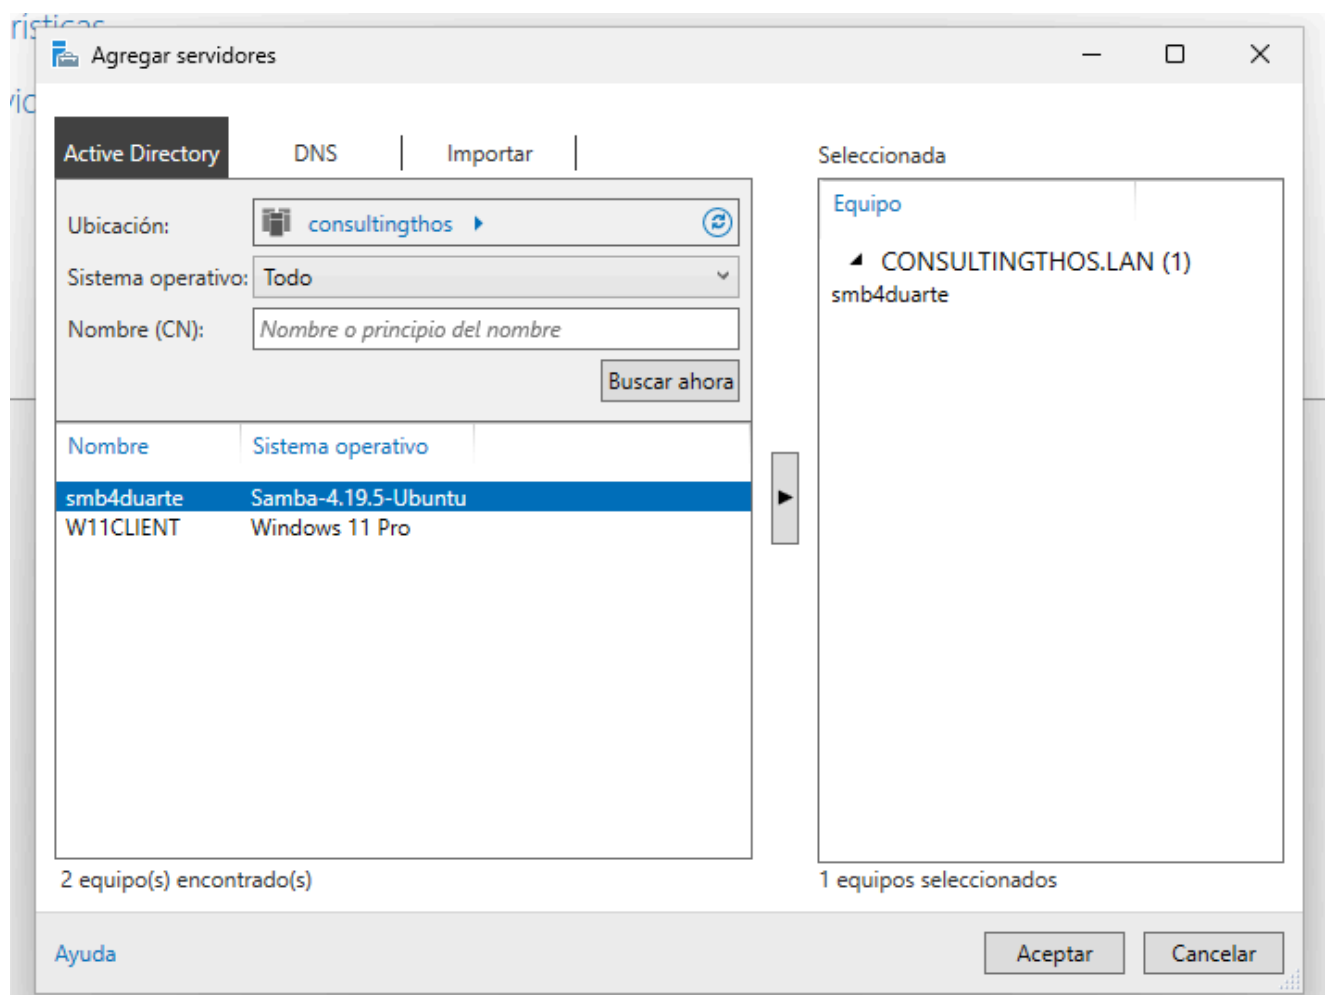 rísticas
Agregar servidores
Active Directory
DNS
Importar
Ubicación:
consultingthos
Sistema operativo:
Todo
Nombre (CN):
Nombre o principio del nombre
Buscar ahora
Nombre
Sistema operativo
smb4duarte
Samba-4.19.5-Ubuntu
W11CLIENT
Windows 11 Pro
2 equipo(s) encontrado(s)
Seleccionada
Equipo
CONSULTINGTHOS.LAN (1)
smb4duarte
1 equipos seleccionados
Ayuda
Aceptar
Cancelar